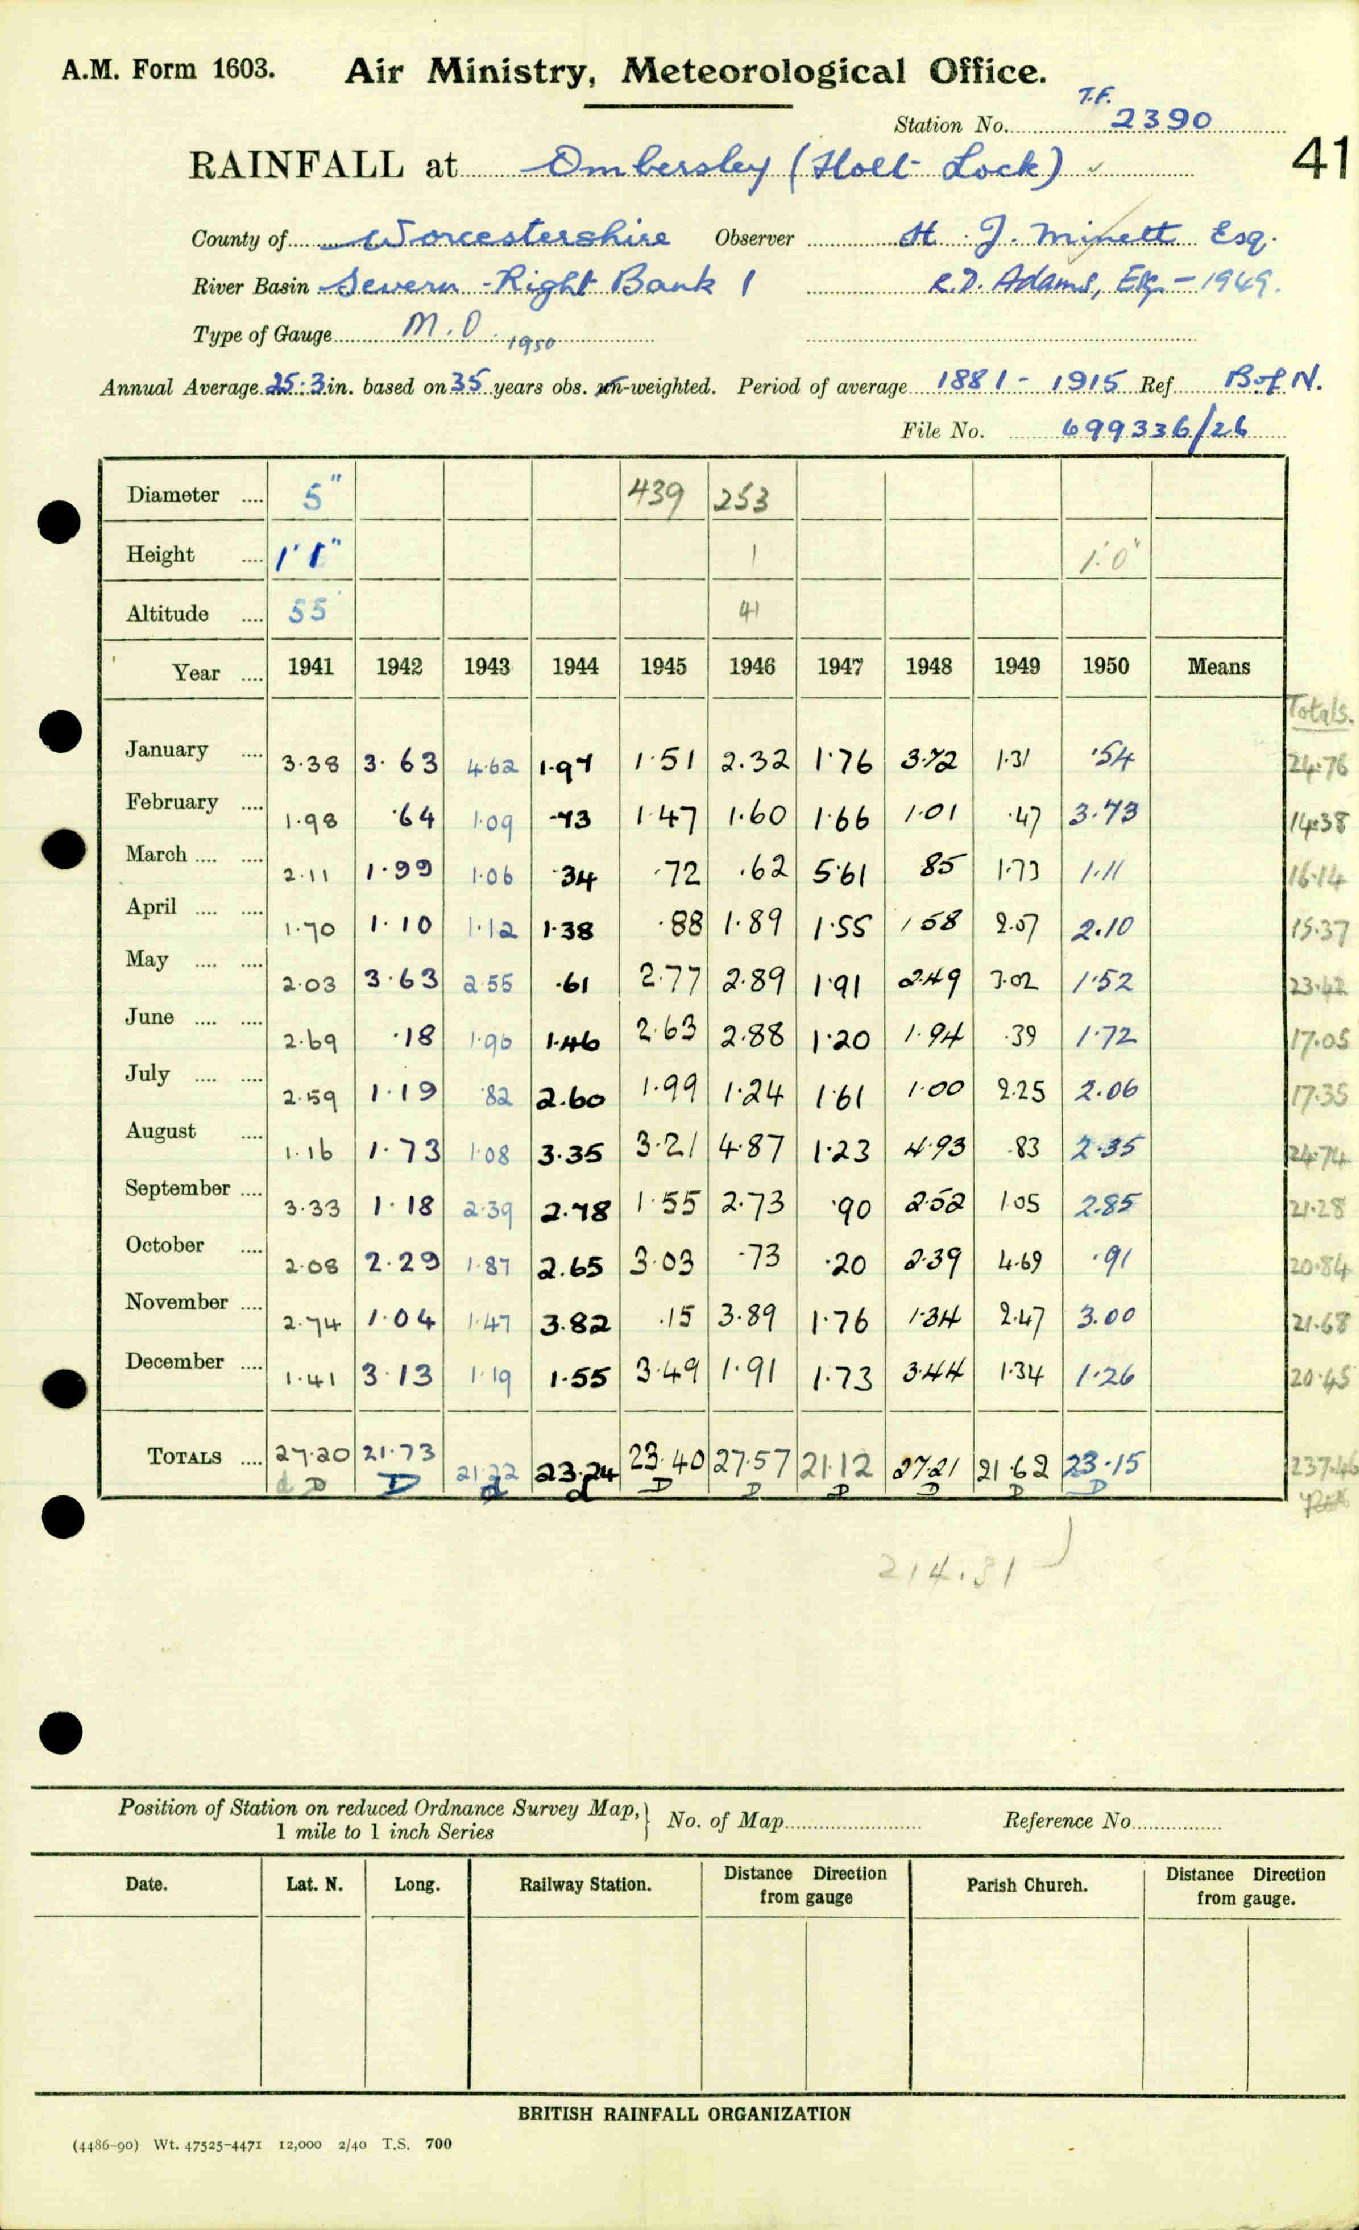 A.M. Form 1603. Air Ministry, Meteorological Office.
T.F.
Station No. 2390
41
RAINFALL at Ombersley (Holt Lock) ✓
County of Worcestershire Observer H. J. Minett Esq.
River Basin Severn - Right Bank 1 R.D. Adams, Esq - 1949.
Type of Gauge M.O. 1950
Annual Average 25.3 in. based on 35 years obs. un-weighted. Period of average 1881 - 1915 Ref B of N.
File No. 699336/26
Diameter .... 5" 439 253
Height .... 1' 1" 1 1'.0"
Altitude .... 55' 41
Year .... 1941 1942 1943 1944 1945 1946 1947 1948 1949 1950 Means
Totals.
January .... 3.38 3.63 4.62 1.97 1.51 2.32 1.76 3.72 1.31 .54 24.76
February .... 1.98 .64 1.09 .73 1.47 1.60 1.66 1.01 .47 3.73 14.38
March .... .... 2.11 1.99 1.06 .34 .72 .62 5.61 .85 1.73 1.11 16.14
April .... .... 1.70 1.10 1.12 1.38 .88 1.89 1.55 1.58 2.07 2.10 15.37
May .... .... 2.03 3.63 2.55 .61 2.77 2.89 1.91 2.49 3.02 1.52 23.42
June .... .... 2.69 .18 1.96 1.46 2.63 2.88 1.20 1.94 .39 1.72 17.05
July .... .... 2.59 1.19 .82 2.60 1.99 1.24 1.61 1.00 2.25 2.06 17.35
August .... 1.16 1.73 1.08 3.35 3.21 4.87 1.23 4.93 .83 2.35 24.74
September .... 3.33 1.18 2.39 2.78 1.55 2.73 .90 2.52 1.05 2.85 21.28
October .... 2.08 2.29 1.87 2.65 3.03 .73 .20 2.39 4.69 .91 20.84
November .... 2.74 1.04 1.47 3.82 .15 3.89 1.76 1.34 2.47 3.00 21.68
December .... 1.41 3.13 1.19 1.55 3.49 1.91 1.73 3.44 1.34 1.26 20.45
TOTALS .... 27.20 21.73 21.22 23.24 23.40 27.57 21.12 27.21 21.62 23.15 237.46
d D D d d D D D D D D
214.31
Position of Station on reduced Ordnance Survey Map, No. of Map Reference No.
1 mile to 1 inch Series
Date. Lat. N. Long. Railway Station. Distance Direction from gauge Parish Church. Distance Direction from gauge.
BRITISH RAINFALL ORGANIZATION
(4486-90) Wt. 47525-4471 12,000 2/40 T.S. 700